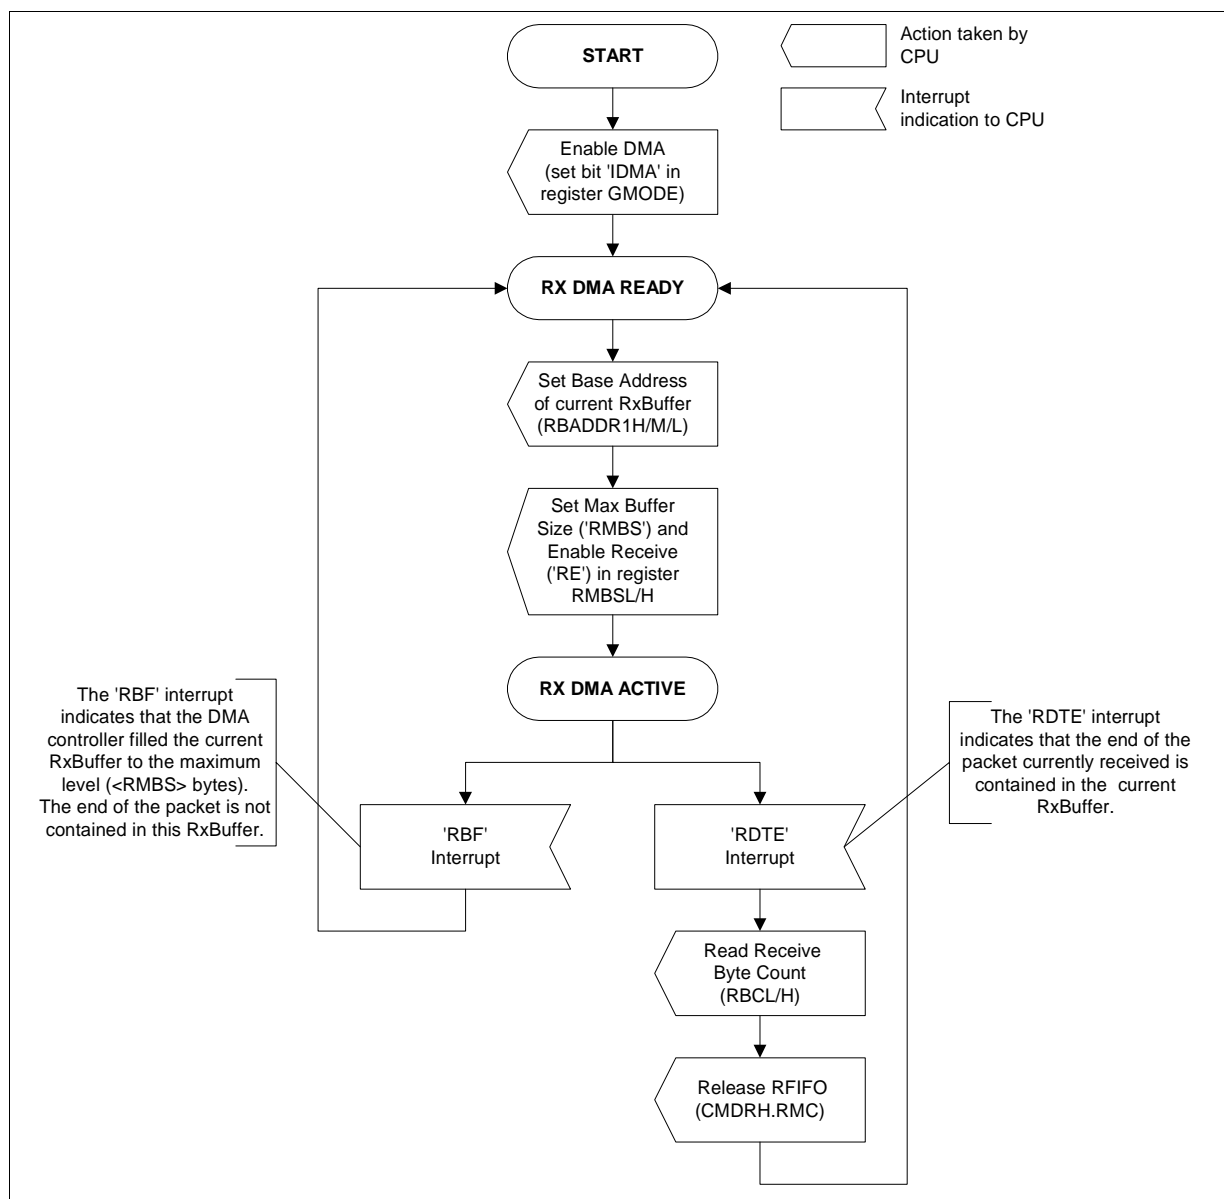 START
Action taken by
CPU
Interrupt
indication to CPU
Enable DMA
(set bit 'IDMA' in
register GMODE)
RX DMA READY
Set Base Address
of current RxBuffer
(RBADDR1H/M/L)
Set Max Buffer
Size ('RMBS') and
Enable Receive
('RE') in register
RMBSL/H
RX DMA ACTIVE
The 'RBF' interrupt
indicates that the DMA
controller filled the current
RxBuffer to the maximum
level (<RMBS> bytes).
The end of the packet is not
contained in this RxBuffer.
The 'RDTE' interrupt
indicates that the end of the
packet currently received is
contained in the current
RxBuffer.
'RBF'
Interrupt
'RDTE'
Interrupt
Read Receive
Byte Count
(RBCL/H)
Release RFIFO
(CMDRH.RMC)